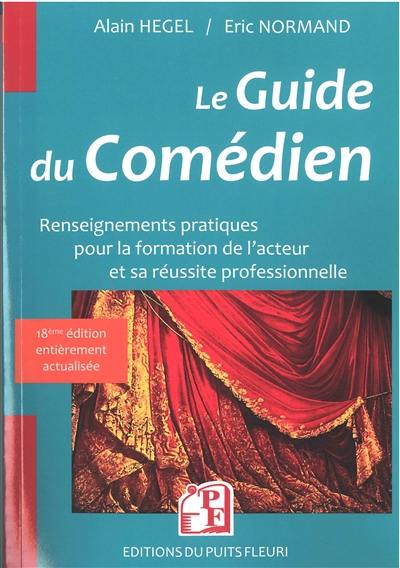 Alain HEGEL / Eric NORMAND
Le Guide
du Comédien
Renseignements pratiques
pour la formation de l'acteur
et sa réussite professionnelle
18ème édition
entièrement
actualisée
'P
F
EDITIONS DU PUITS FLEURI